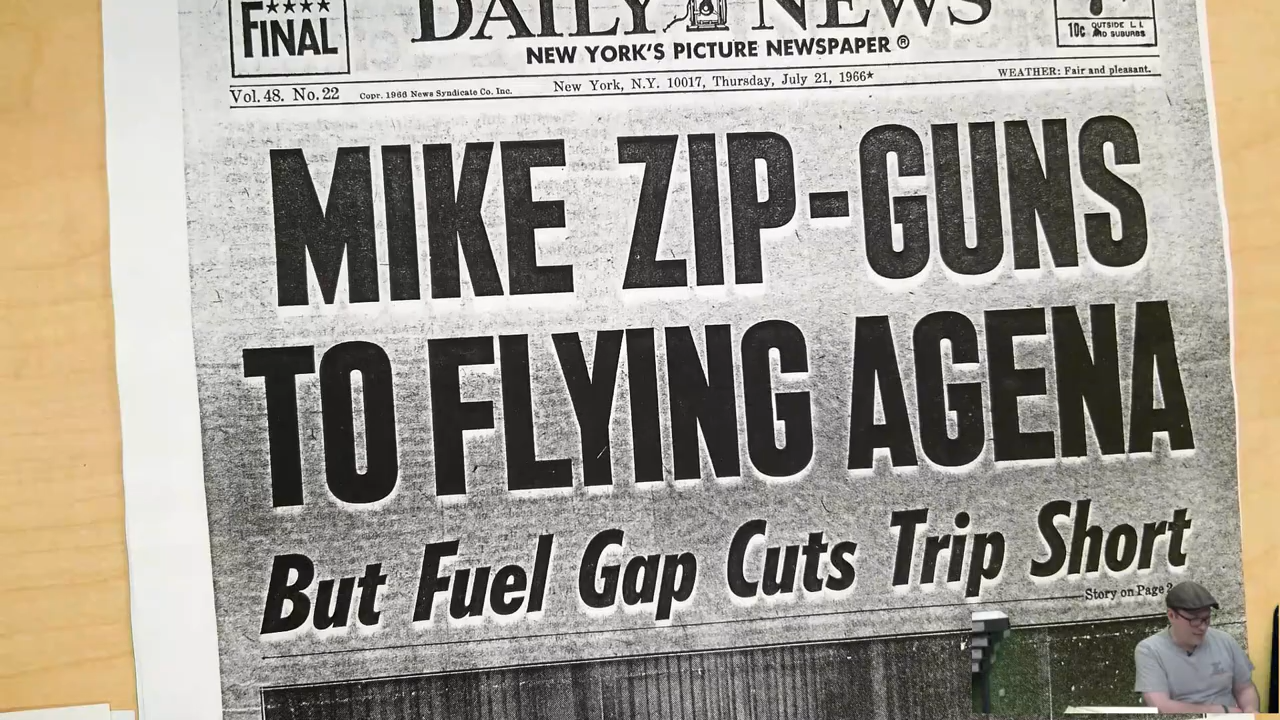 ★★★★
FINAL
DAILY NEWS
NEW YORK'S PICTURE NEWSPAPER ®
10c OUTSIDE L. I.
AND SUBURBS
Vol. 48. No. 22
Copr. 1966 News Syndicate Co. Inc.
New York, N.Y. 10017, Thursday, July 21, 1966★
WEATHER: Fair and pleasant.
MIKE ZIP-GUNS
TO FLYING AGENA
But Fuel Gap Cuts Trip Short
Story on Page